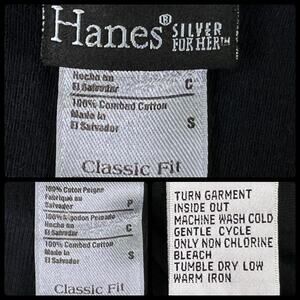 Hanes® SILVER
FOR HER™
Hecho en
El Salvador C
100% Combed Cotton
Made in
El Salvador S
Classic Fit
100% Coton Peigne
Fabriqué au
Salvador P
100% Algodon Peinado
Hecho en C
El Salvador
100% Combed Cotton
Made in
El Salvador S
Classic Fit
TURN GARMENT
INSIDE OUT
MACHINE WASH COLD
GENTLE CYCLE
ONLY NON CHLORINE
BLEACH
TUMBLE DRY LOW
WARM IRON